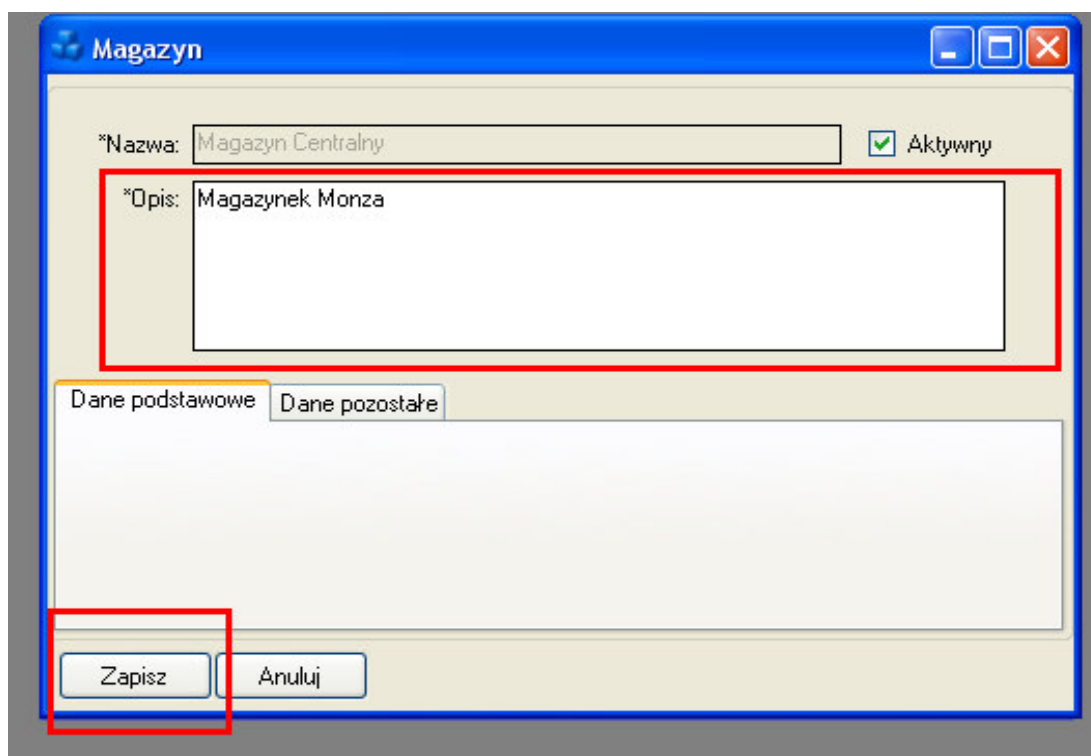 Magazyn
*Nazwa: Magazyn Centralny Aktywny
*Opis: Magazynek Monza
Dane podstawowe Dane pozostałe
Zapisz Anuluj